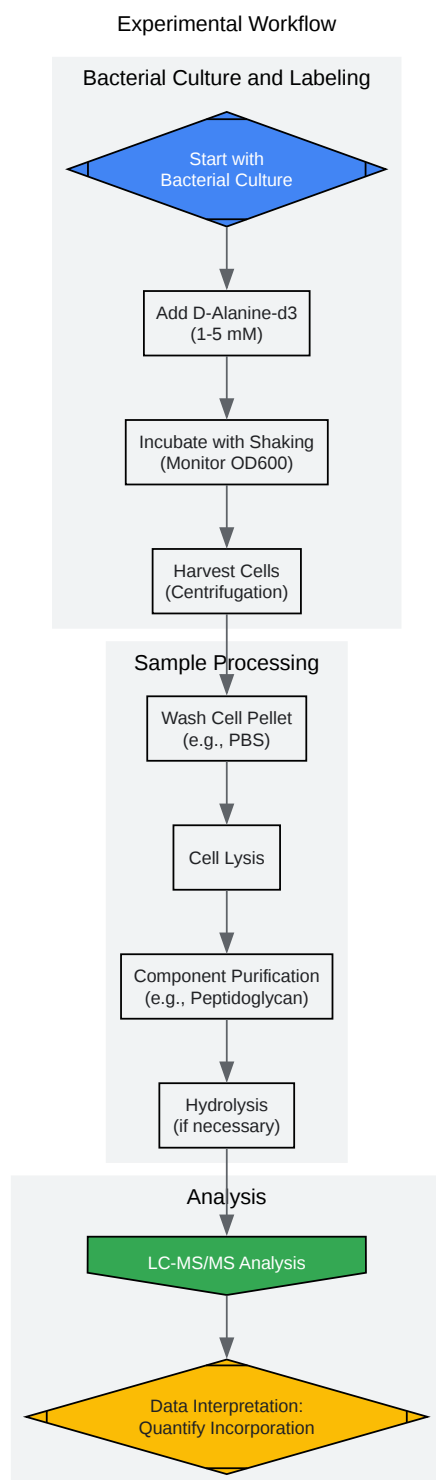 Experimental Workflow
Bacterial Culture and Labeling
Start with
Bacterial Culture
Add D-Alanine-d3
(1-5 mM)
Incubate with Shaking
(Monitor OD600)
Harvest Cells
(Centrifugation)
Sample Processing
Wash Cell Pellet
(e.g., PBS)
Cell Lysis
Component Purification
(e.g., Peptidoglycan)
Hydrolysis
(if necessary)
Analysis
LC-MS/MS Analysis
Data Interpretation:
Quantify Incorporation